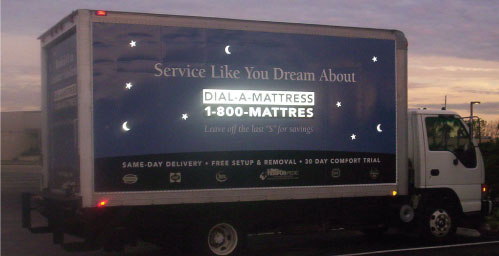 Service Like You Dream About
DIAL-A-MATTRESS
1-800-MATTRES
Leave off the last "S" for savings
SAME-DAY DELIVERY • FREE SETUP & REMOVAL • 30 DAY COMFORT TRIAL